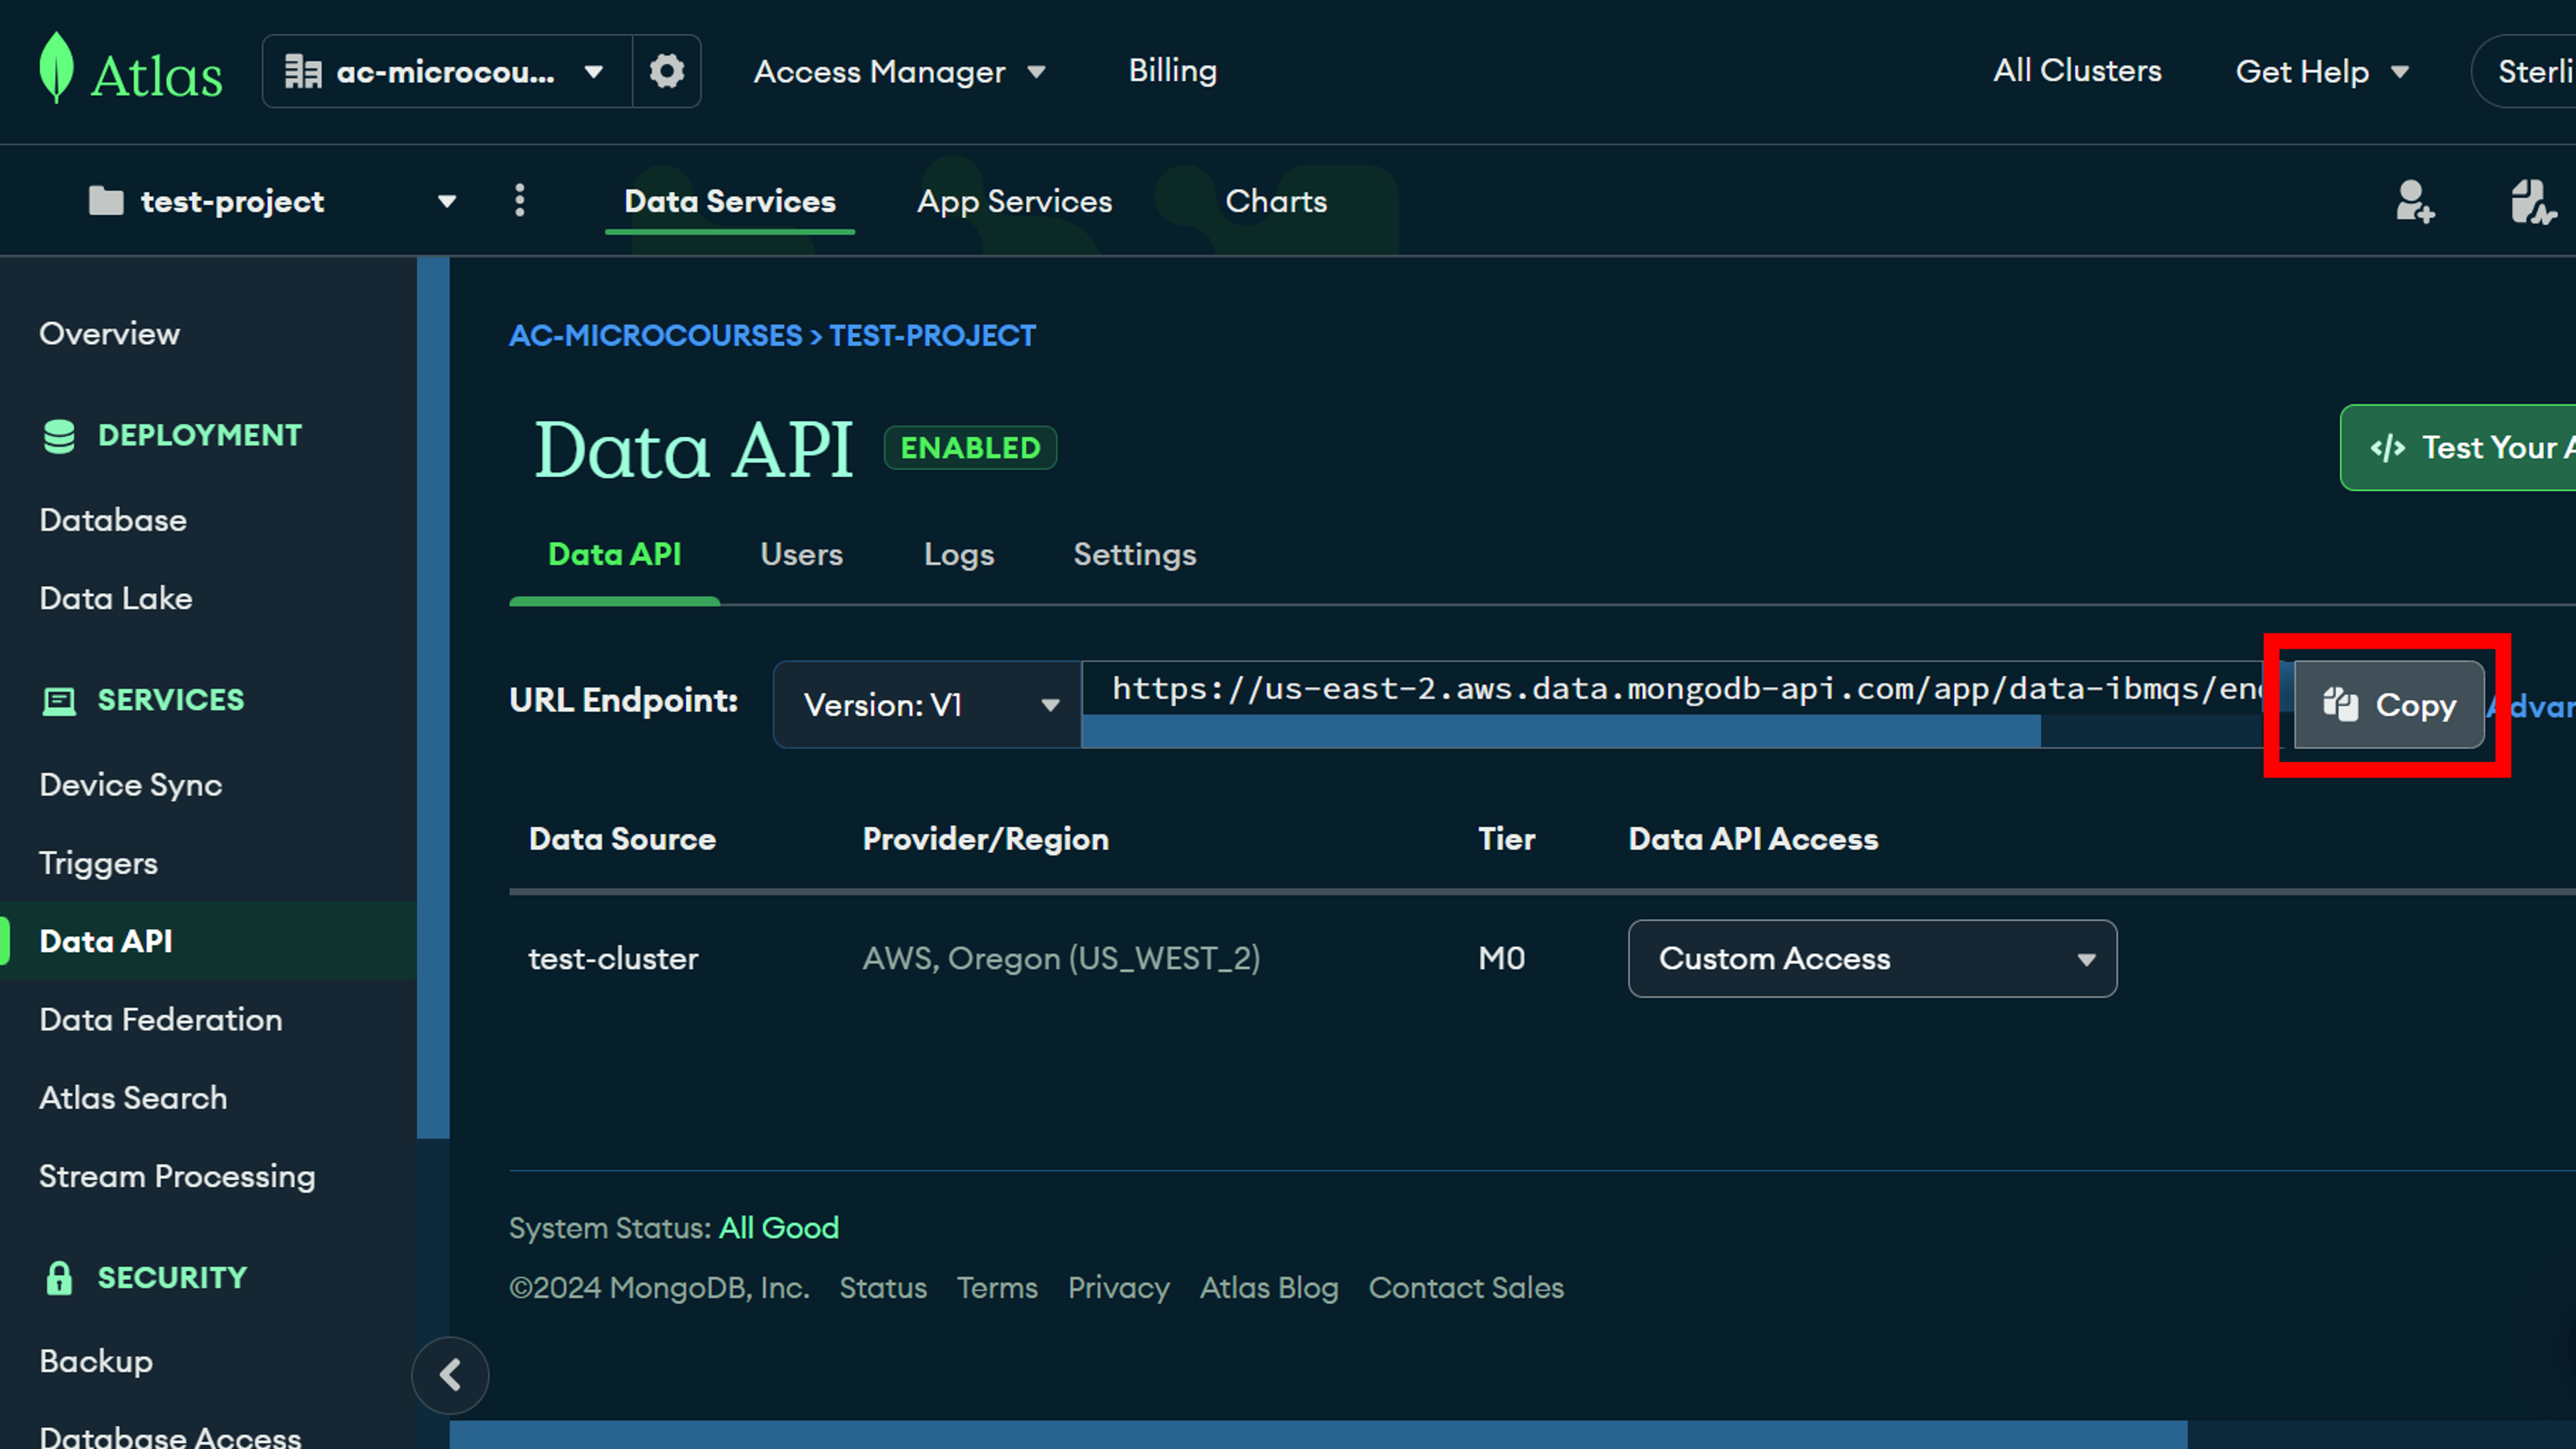 Atlas
ac-microcou...
Access Manager
Billing
All Clusters
Get Help
Sterli
test-project
Data Services
App Services
Charts
Overview
DEPLOYMENT
Database
Data Lake
SERVICES
Device Sync
Triggers
Data API
Data Federation
Atlas Search
Stream Processing
SECURITY
Backup
Database Access
AC-MICROCOURSES > TEST-PROJECT
Data API ENABLED
</> Test Your A
Data API Users Logs Settings
URL Endpoint: Version: V1 https://us-east-2.aws.data.mongodb-api.com/app/data-ibmqs/en Copy Advan
Data Source Provider/Region Tier Data API Access
test-cluster AWS, Oregon (US_WEST_2) M0 Custom Access
System Status: All Good
©2024 MongoDB, Inc. Status Terms Privacy Atlas Blog Contact Sales